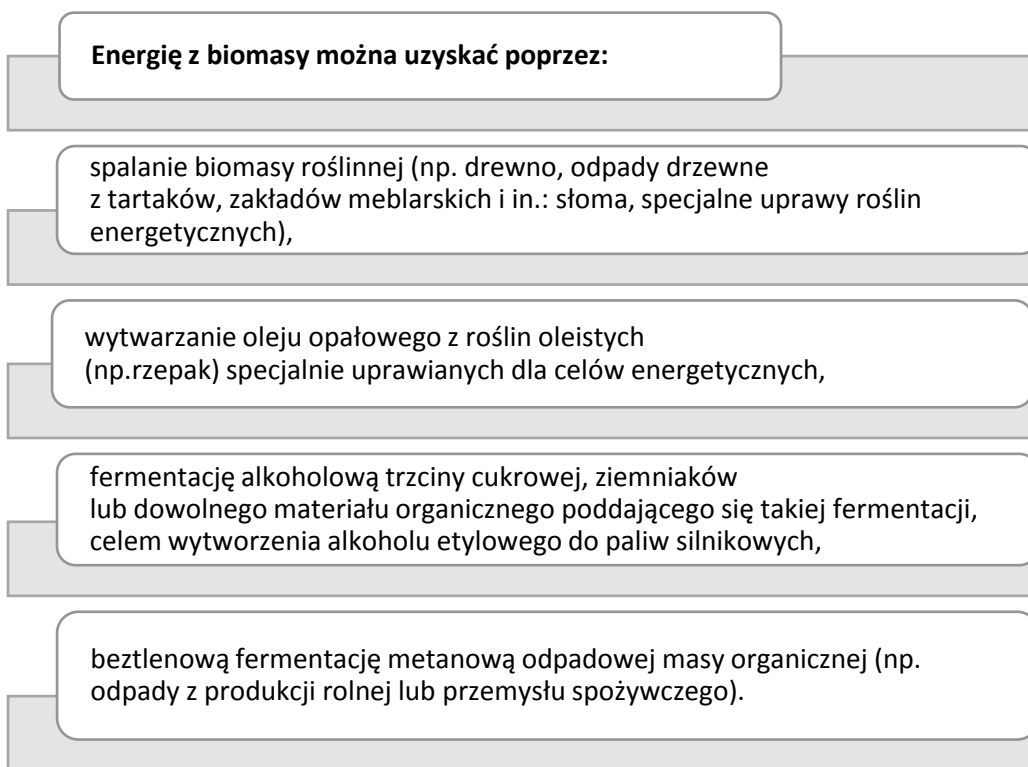 Energię z biomasy można uzyskać poprzez:
spalanie biomasy roślinnej (np. drewno, odpady drzewne
z tartaków, zakładów meblarskich i in.: słoma, specjalne uprawy roślin
energetycznych),
wytwarzanie oleju opałowego z roślin oleistych
(np.rzepak) specjalnie uprawianych dla celów energetycznych,
fermentację alkoholową trzciny cukrowej, ziemniaków
lub dowolnego materiału organicznego poddającego się takiej fermentacji,
celem wytworzenia alkoholu etylowego do paliw silnikowych,
beztlenową fermentację metanową odpadowej masy organicznej (np.
odpady z produkcji rolnej lub przemysłu spożywczego).